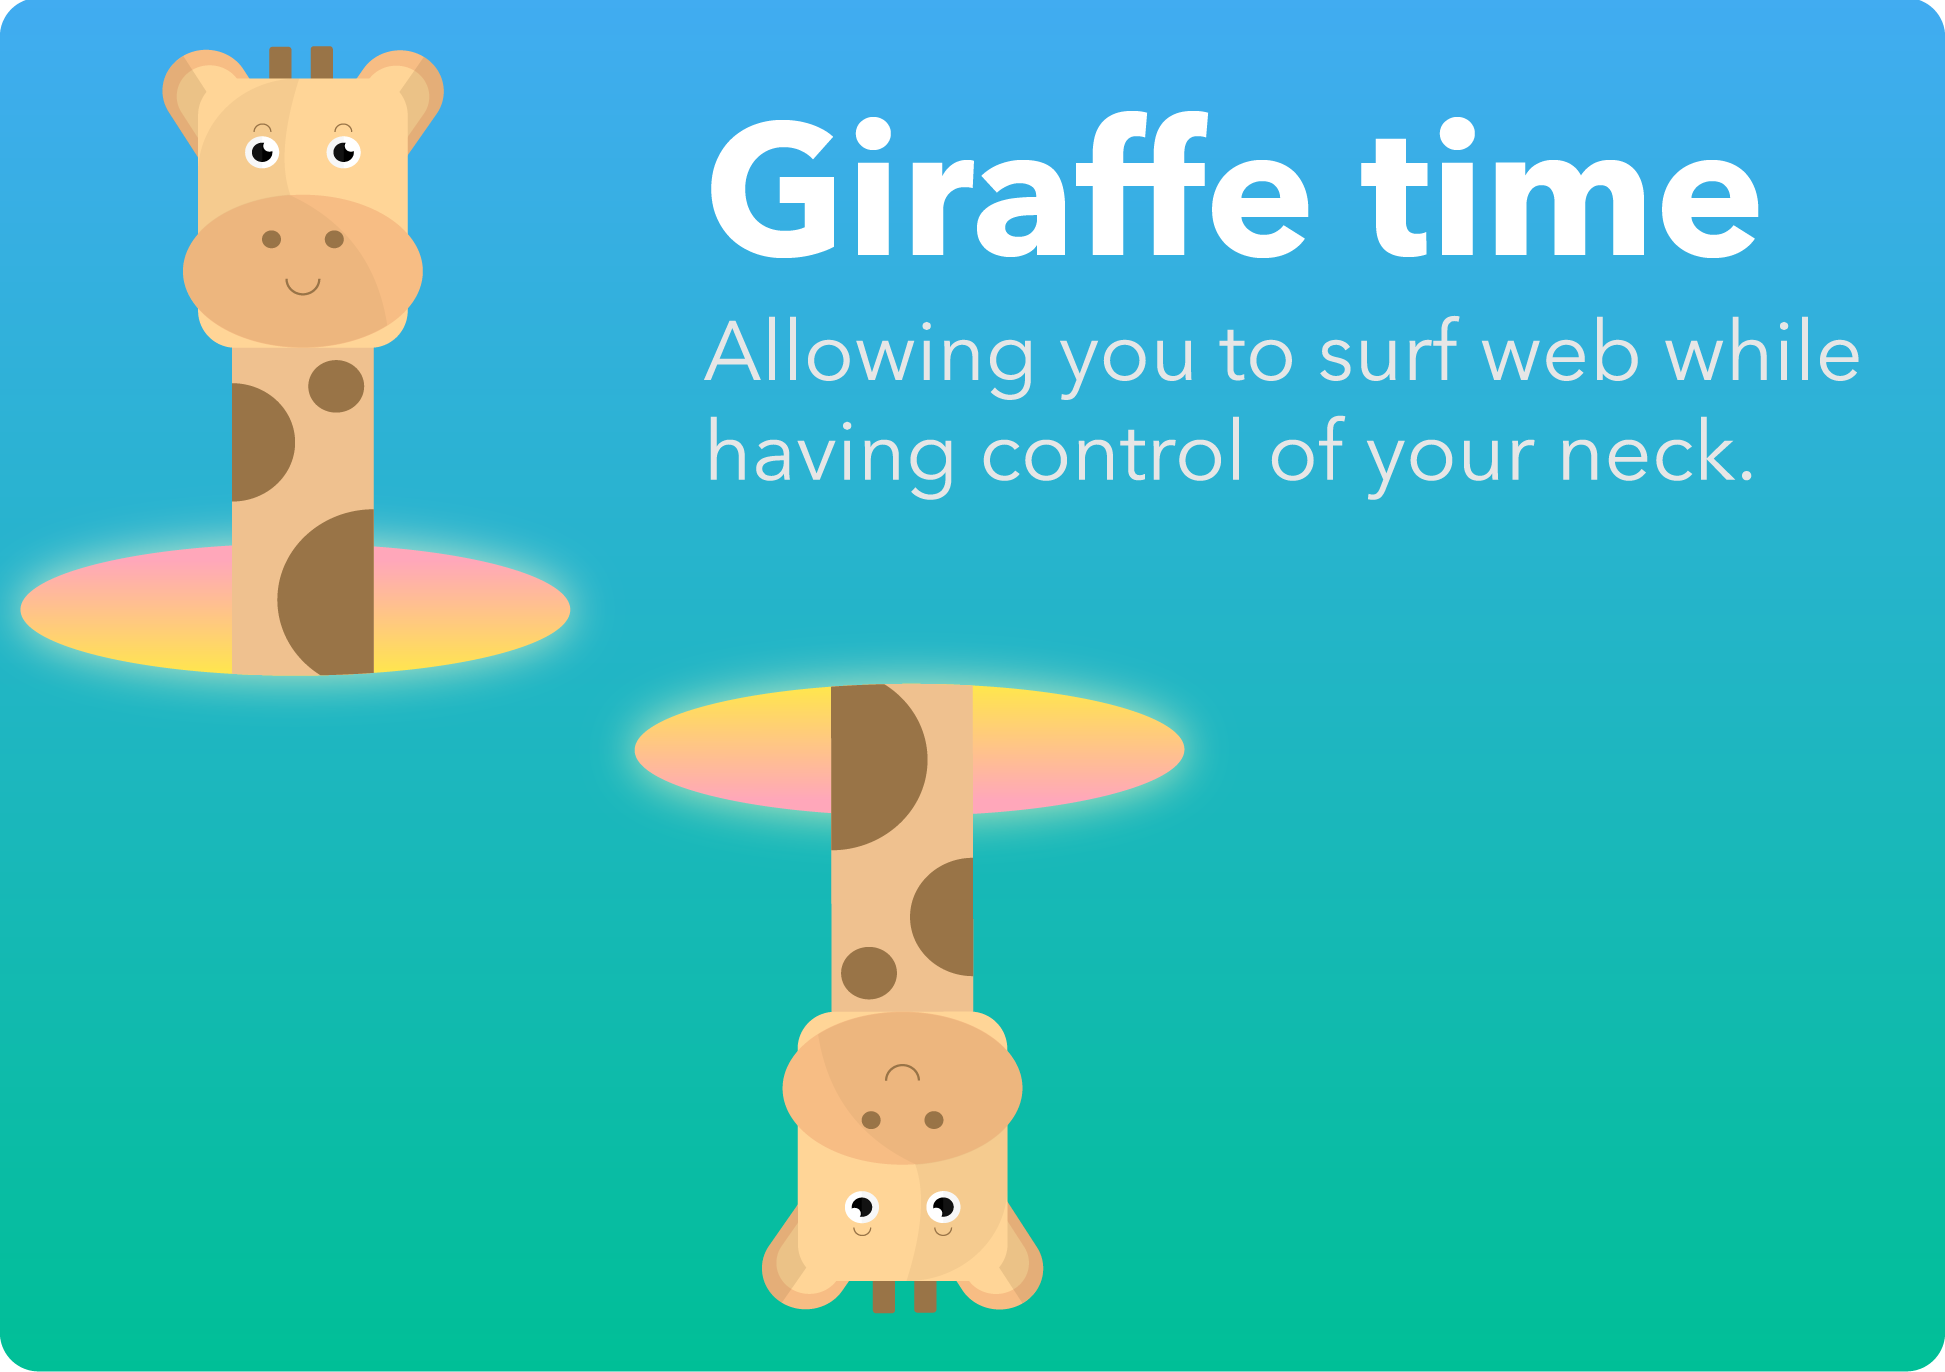 Giraffe time
Allowing you to surf web while
having control of your neck.